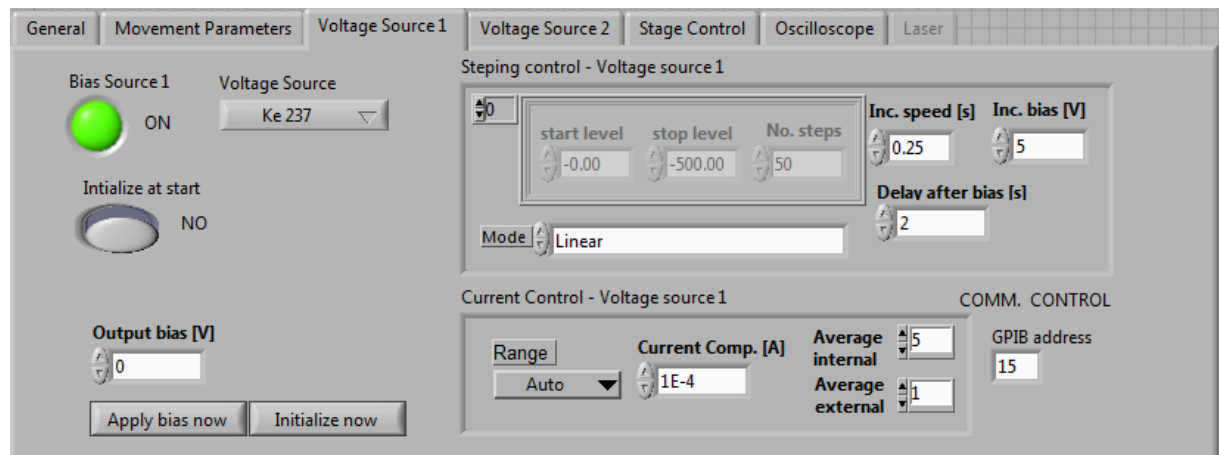 General Movement Parameters Voltage Source 1 Voltage Source 2 Stage Control Oscilloscope Laser
Bias Source 1
ON
Voltage Source
Ke 237
Intialize at start
NO
Output bias [V]
0
Apply bias now Initialize now
Steping control - Voltage source 1
0
start level stop level No. steps
-0.00 -500.00 50
Inc. speed [s] Inc. bias [V]
0.25 5
Delay after bias [s]
2
Mode Linear
Current Control - Voltage source 1
Range
Auto
Current Comp. [A]
1E-4
Average
internal
5
Average
external
1
COMM. CONTROL
GPIB address
15